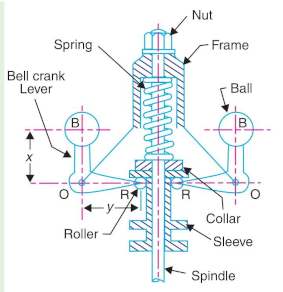 Nut
Spring
Frame
Bell crank
Lever
Ball
B
B
x
O
R
R
O
y
Collar
Roller
Sleeve
Spindle